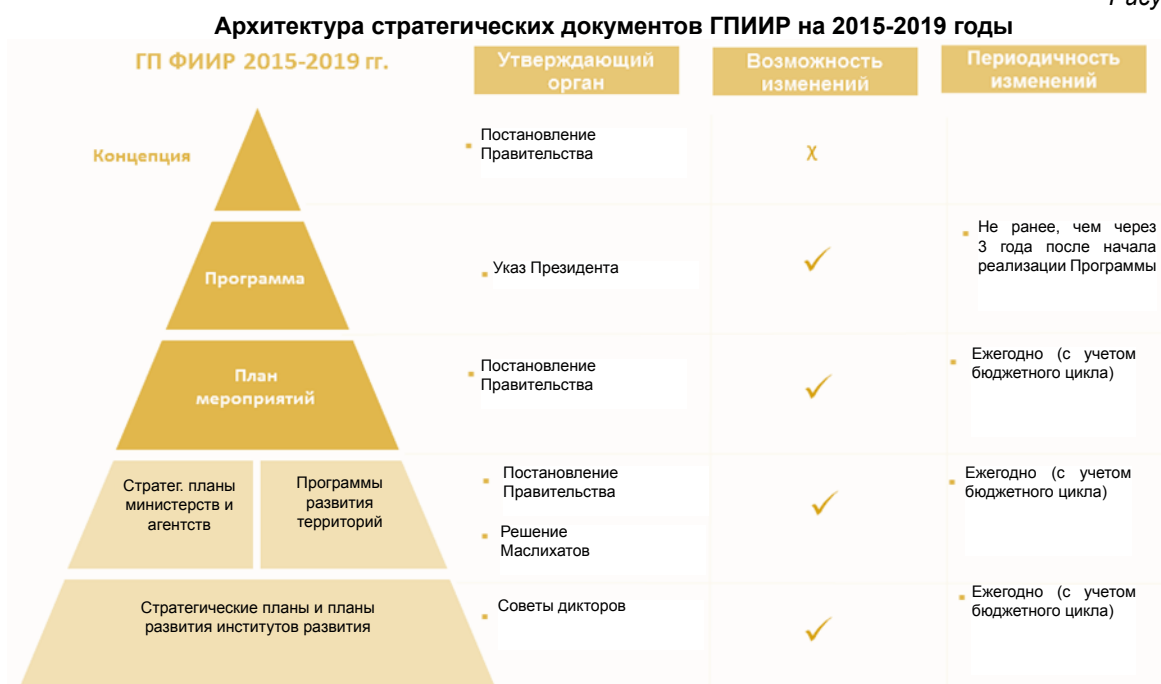 Рису
Архитектура стратегических документов ГПИИР на 2015-2019 годы
ГП ФИИР 2015-2019 гг.
Утверждающий
орган
Возможность
изменений
Периодичность
изменений
Концепция
Постановление
Правительства
χ
Программа
Указ Президента
✓
Не ранее, чем через
3 года после начала
реализации Программы
План
мероприятий
Постановление
Правительства
✓
Ежегодно (с учетом
бюджетного цикла)
Стратег. планы
министерств и
агентств
Программы
развития
территорий
Постановление
Правительства
Решение
Маслихатов
✓
Ежегодно (с учетом
бюджетного цикла)
Стратегические планы и планы
развития институтов развития
Советы дикторов
✓
Ежегодно (с учетом
бюджетного цикла)